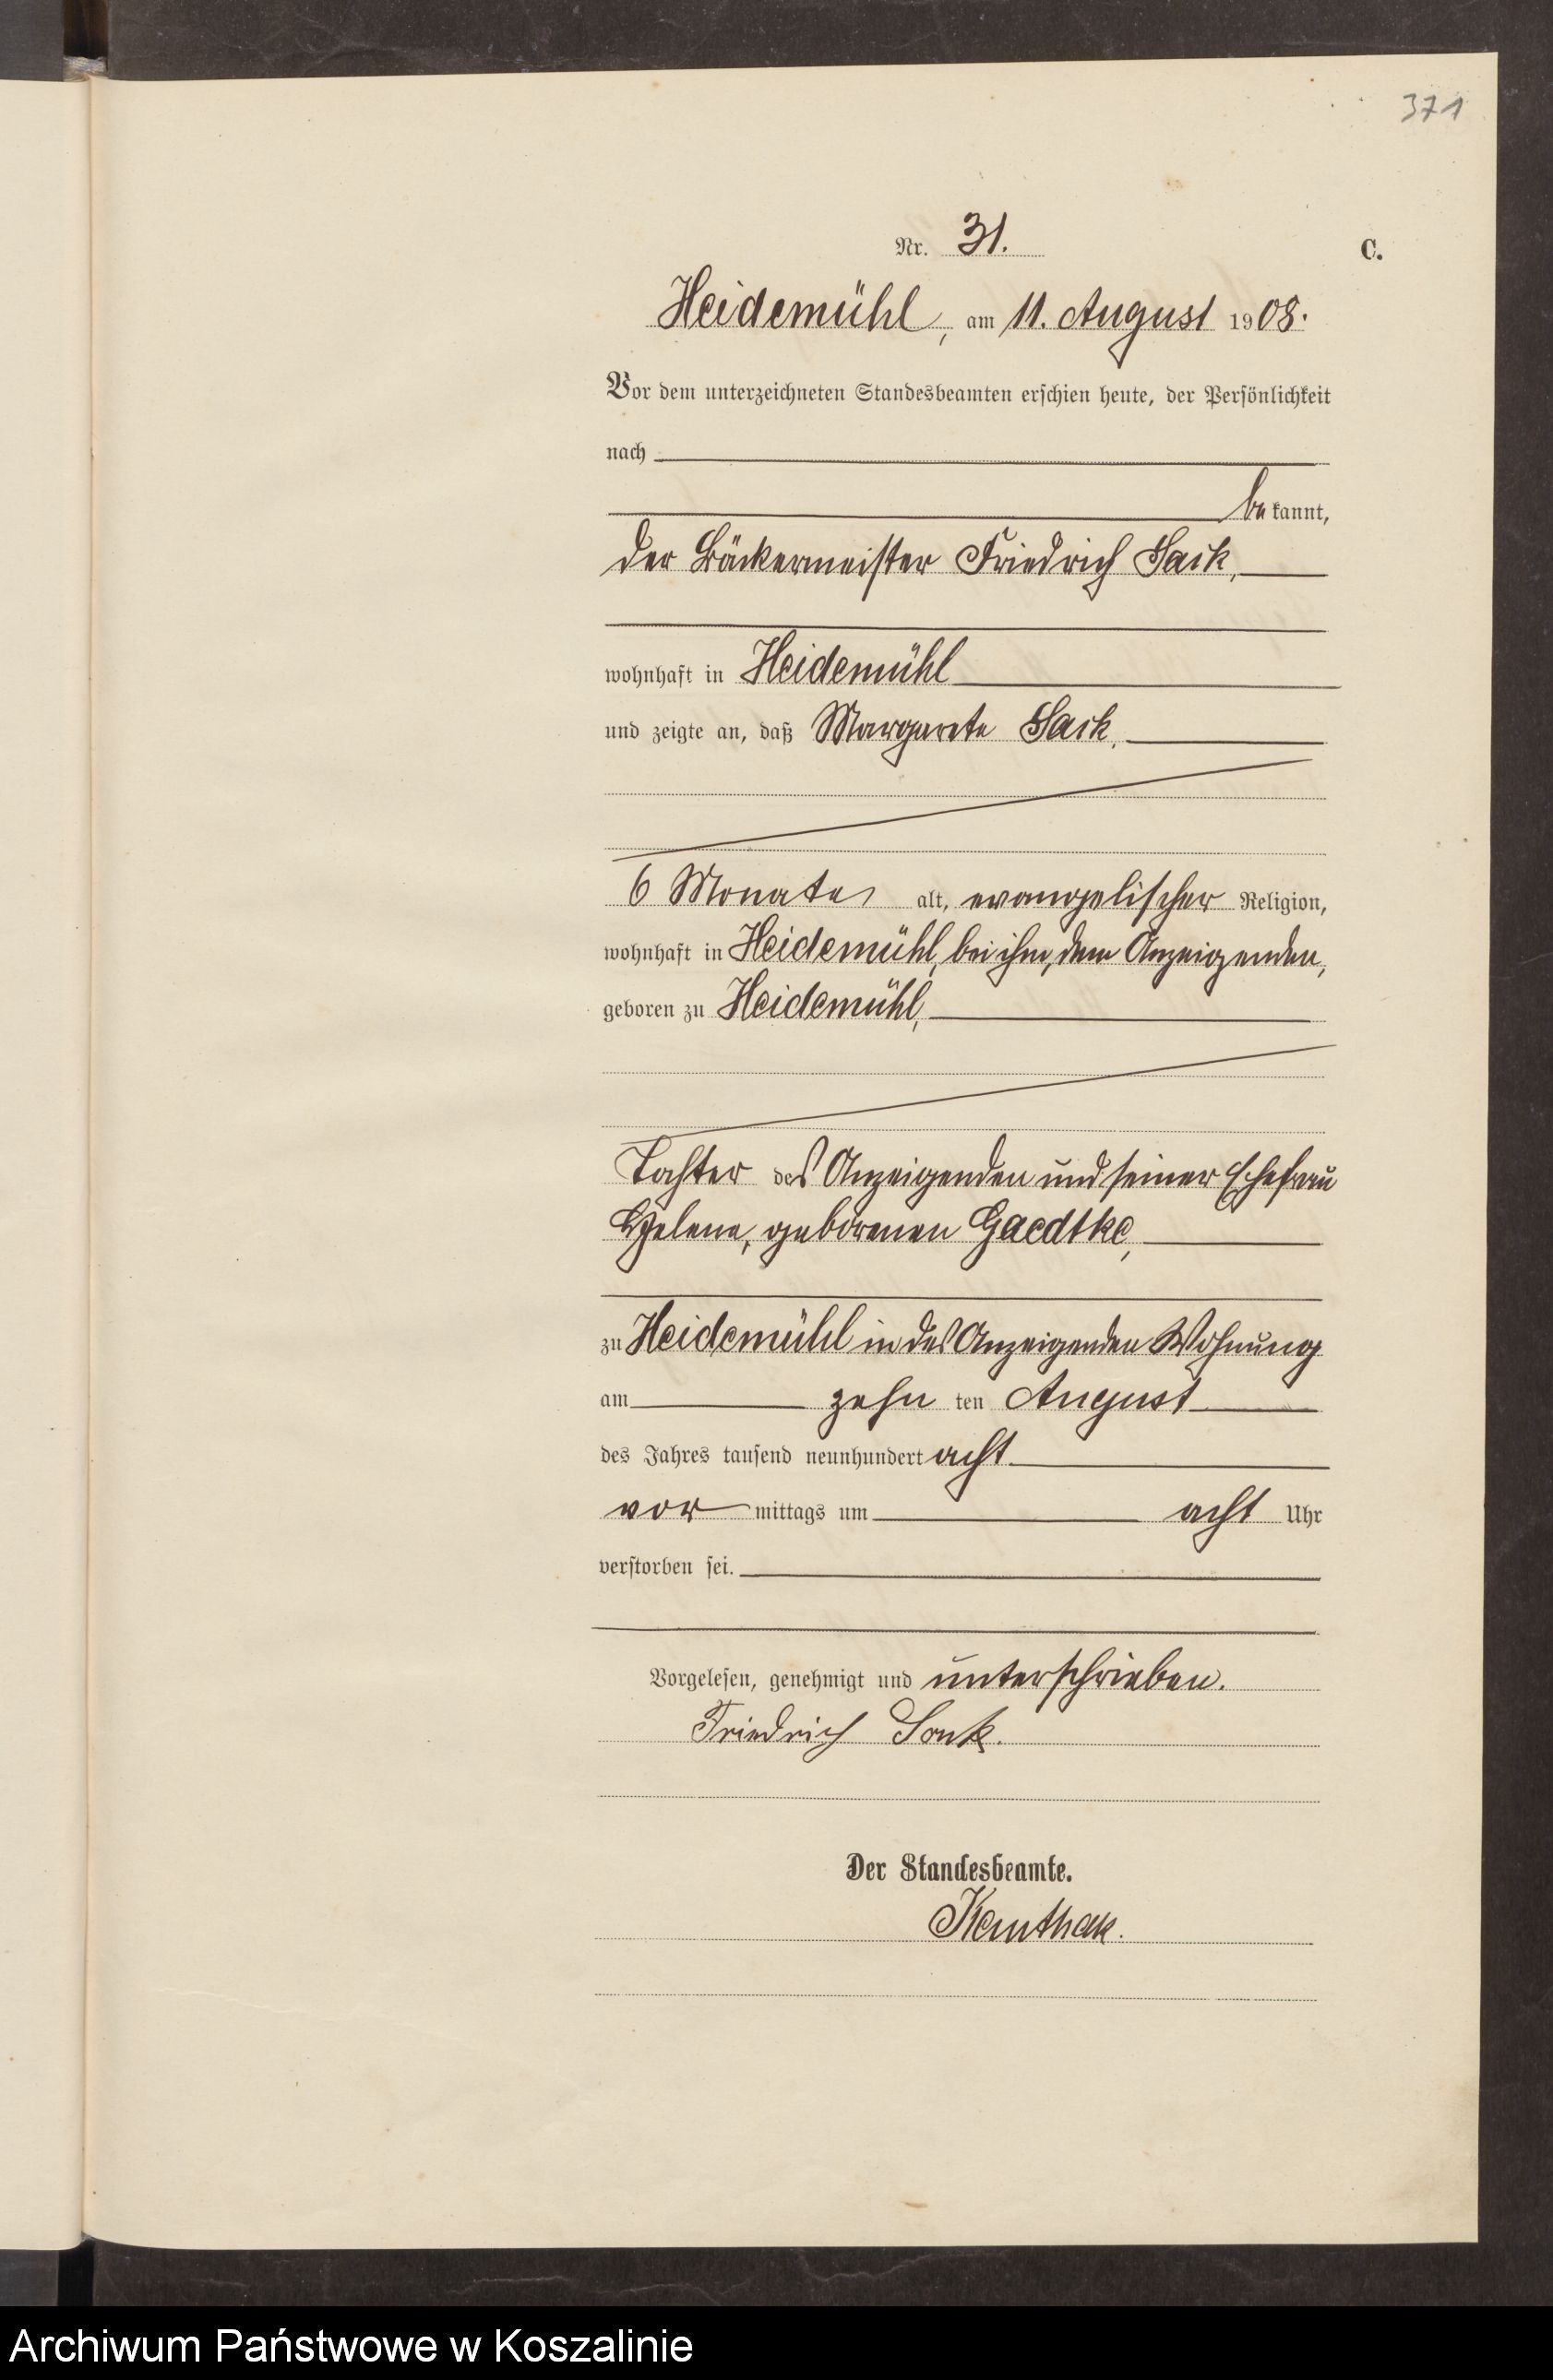 371
Nr. 31.
C.
Heidemühl, am 11. August 1908.
Vor dem unterzeichneten Standesbeamten erschien heute, der Persönlichkeit
nach
bekannt,
der Bäckermeister Friedrich Sack,
wohnhaft in Heidemühl
und zeigte an, daß Margarete Sack,
6 Monate alt, evangelischer Religion,
wohnhaft in Heidemühl, bei ihm, dem Anzeigenden,
geboren zu Heidemühl,
Tochter des Anzeigenden und seiner Ehefrau
Helene, geborenen Gaedtke,
zu Heidemühl in des Anzeigenden Wohnung
am zehn ten August
des Jahres tausend neunhundert acht
vor mittags um acht Uhr
verstorben sei.
Vorgelesen, genehmigt und unterschrieben.
Friedrich Sack.
Der Standesbeamte.
Archiwum Państwowe w Koszalinie